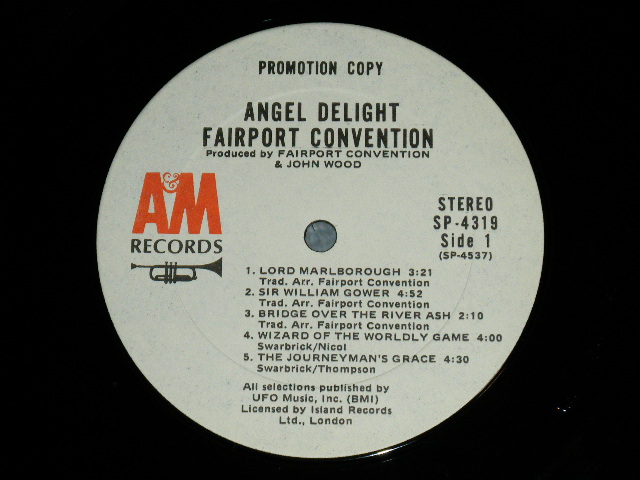 PROMOTION COPY
ANGEL DELIGHT
FAIRPORT CONVENTION
Produced by FAIRPORT CONVENTION
& JOHN WOOD
A&M
RECORDS
STEREO
SP-4319
Side 1
(SP-4537)
1. LORD MARLBOROUGH 3:21
Trad. Arr. Fairport Convention
2. SIR WILLIAM GOWER 4:52
Trad. Arr. Fairport Convention
3. BRIDGE OVER THE RIVER ASH 2:10
Trad. Arr. Fairport Convention
4. WIZARD OF THE WORLDLY GAME 4:00
Swarbrick/Nicol
5. THE JOURNEYMAN'S GRACE 4:30
Swarbrick/Thompson
All selections published by
UFO Music, Inc. (BMI)
Licensed by Island Records
Ltd., London